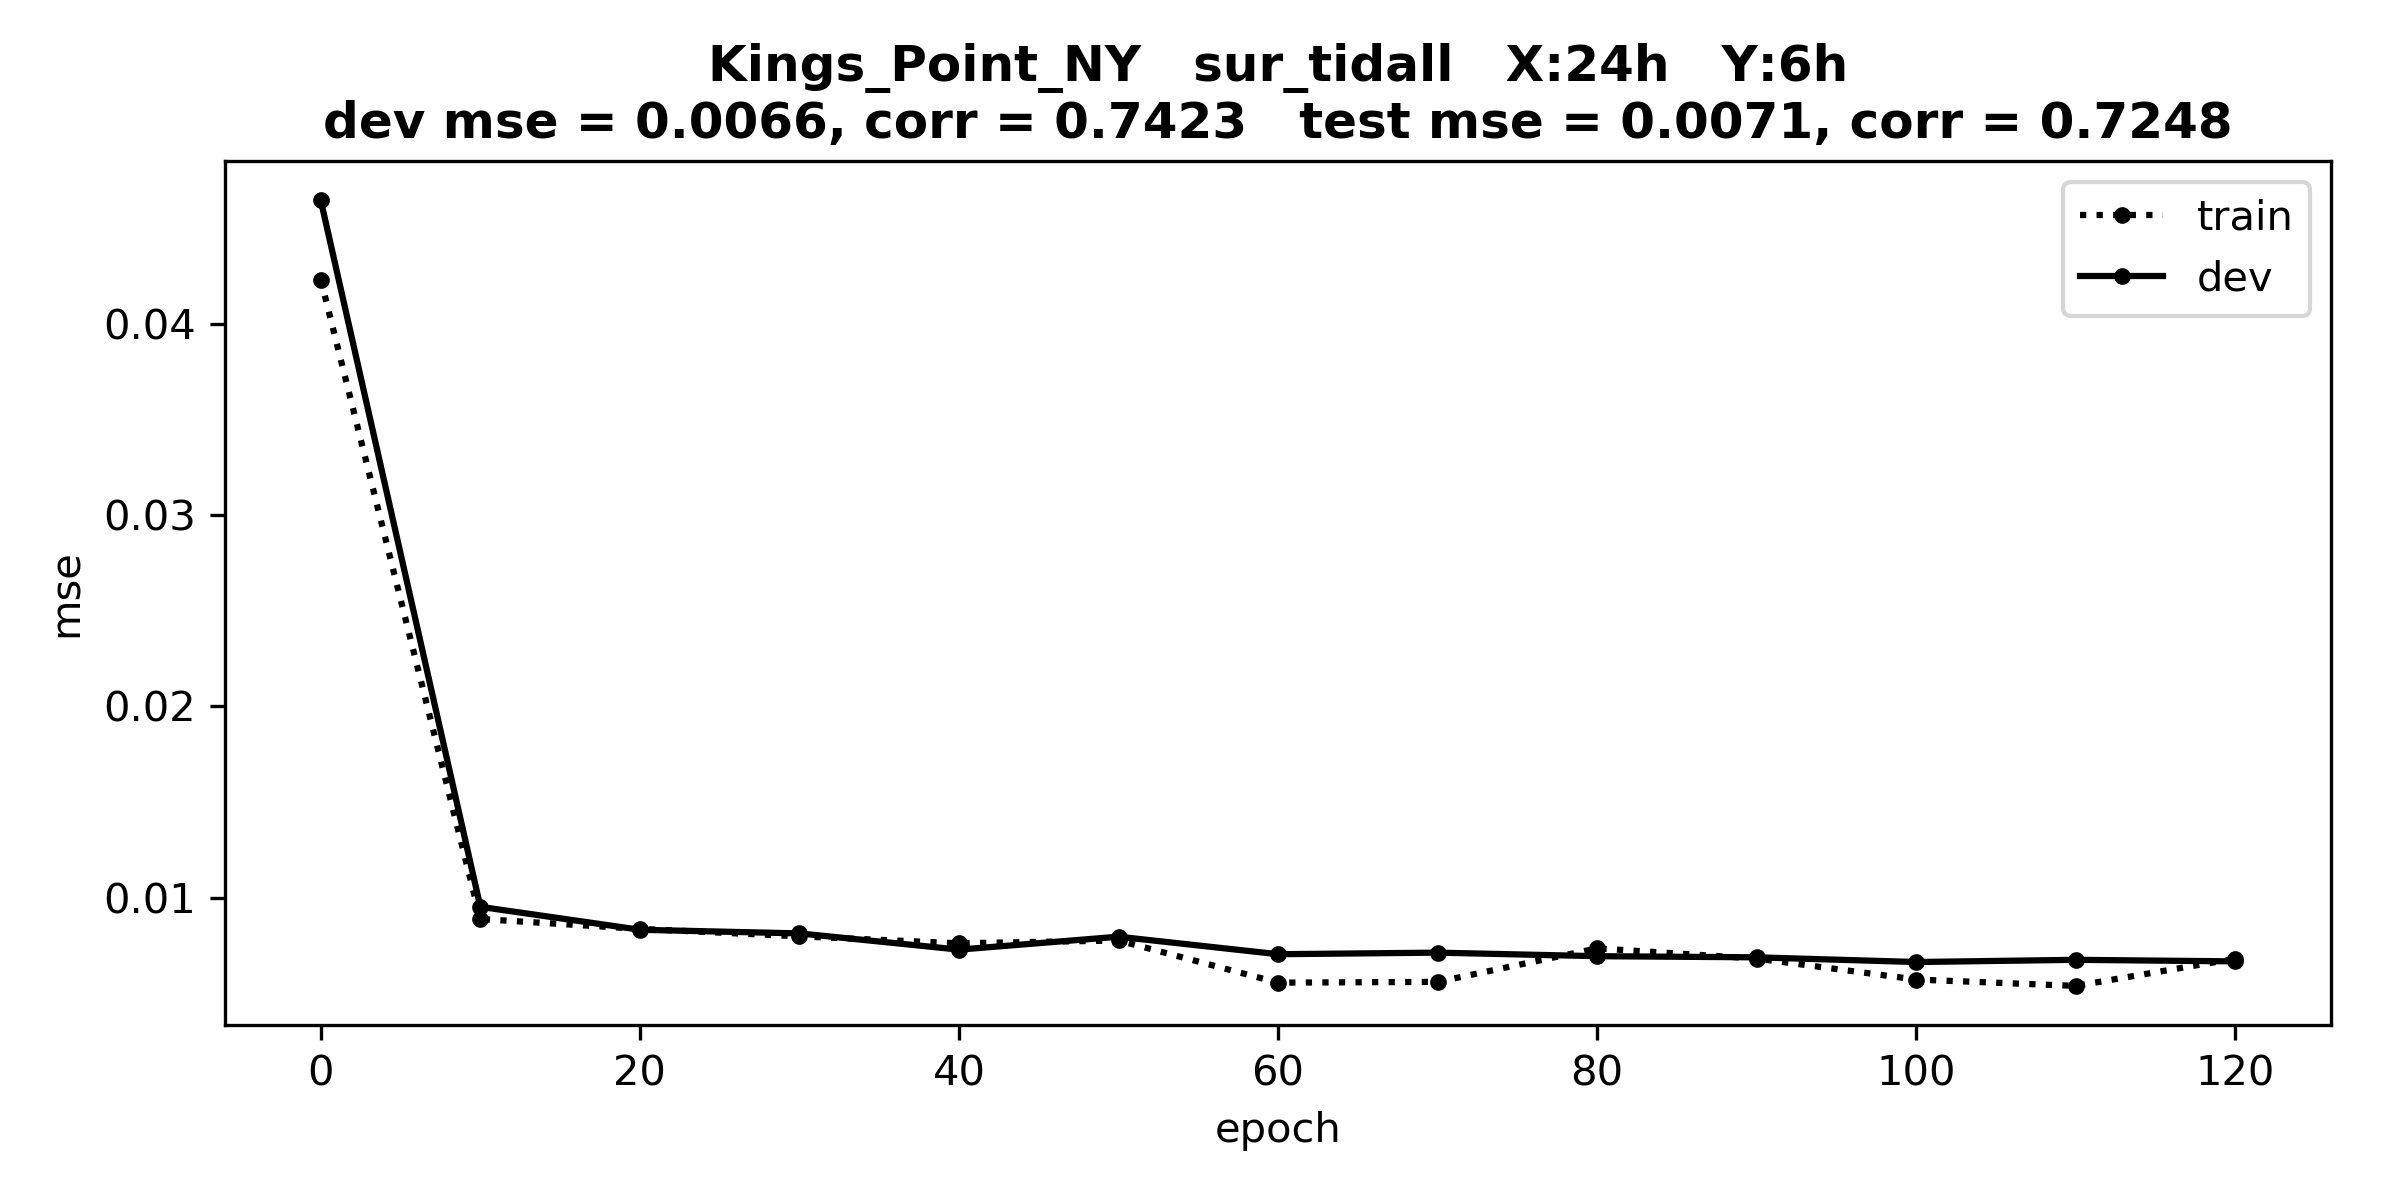 Kings_Point_NY   sur_tidall   X:24h   Y:6h
dev mse = 0.0066, corr = 0.7423   test mse = 0.0071, corr = 0.7248
train
dev
0.04
0.03
0.02
0.01
mse
0 20 40 60 80 100 120
epoch